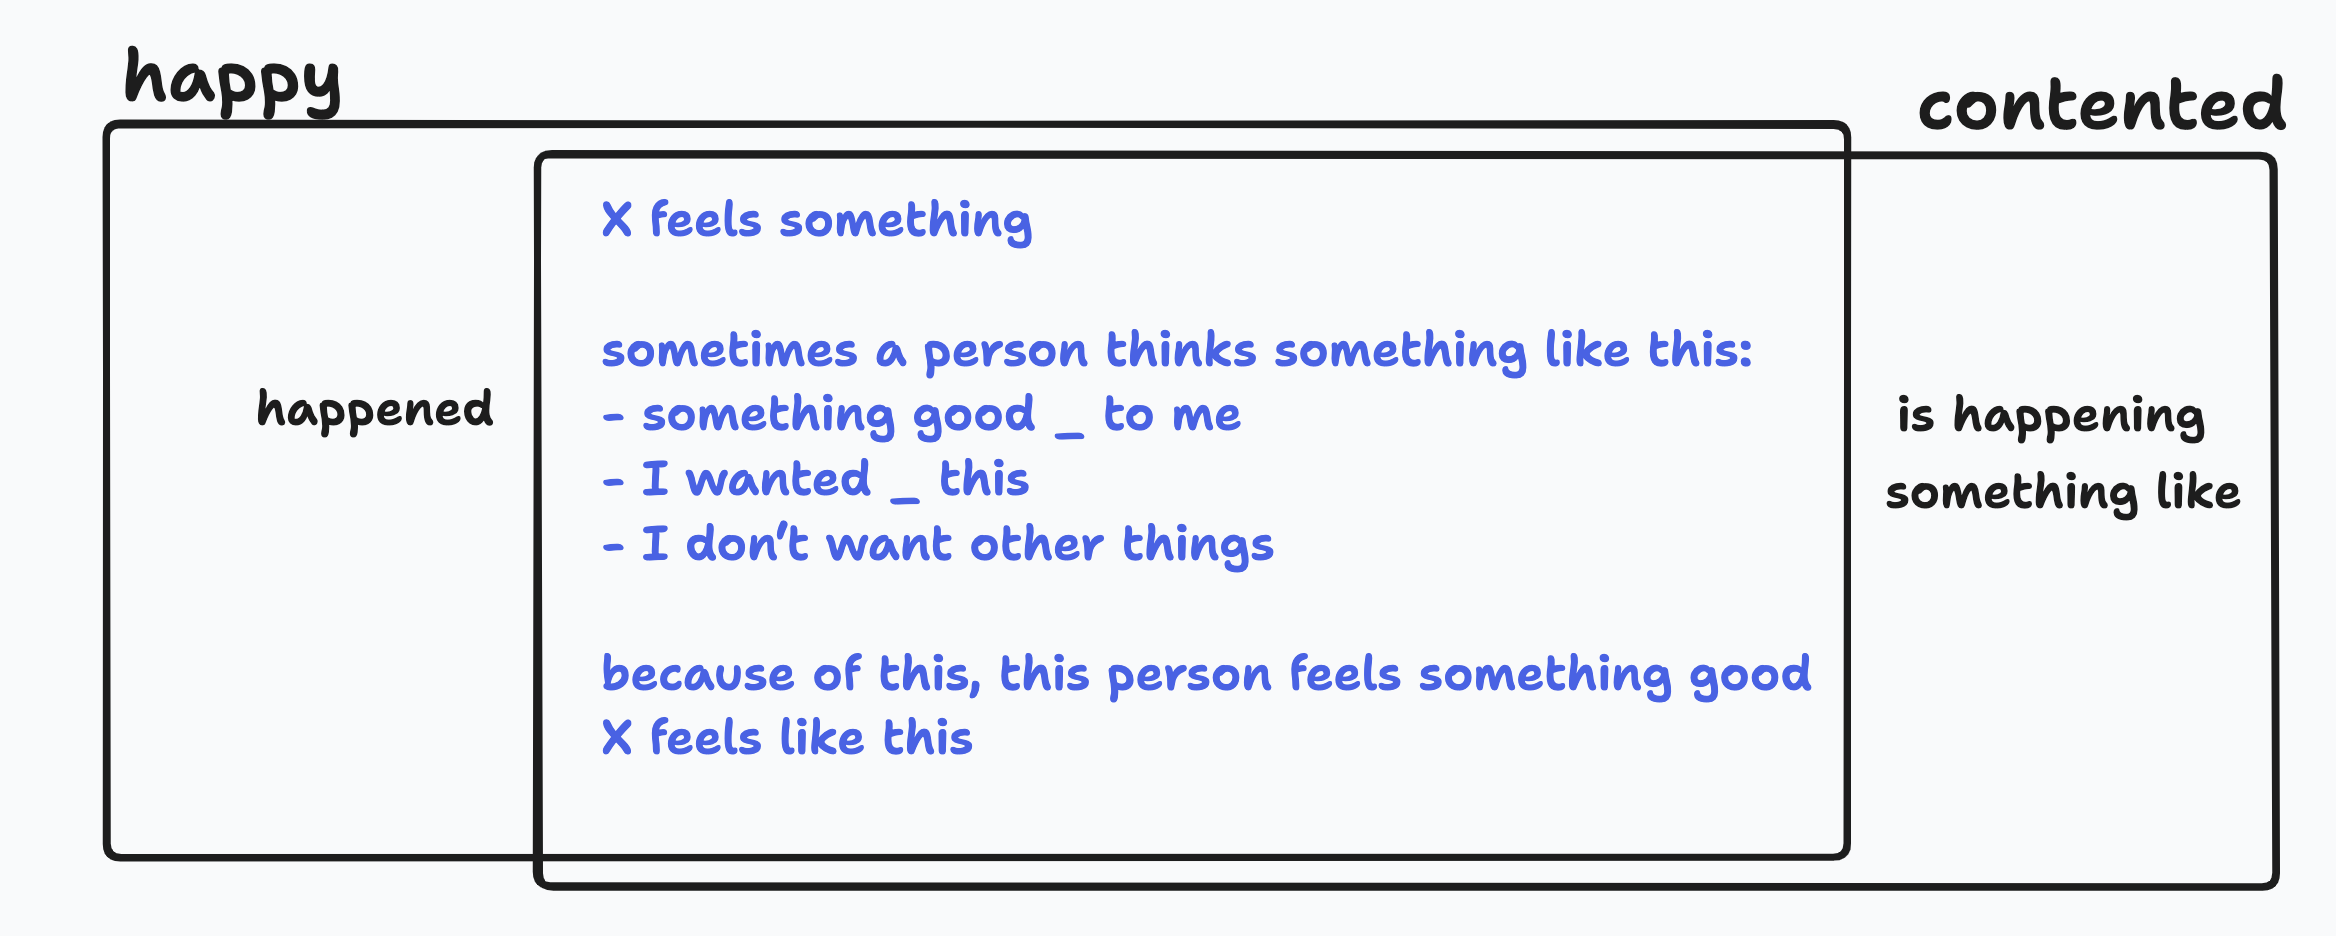 happy
contented
X feels something
sometimes a person thinks something like this:
happened
- something good _ to me
is happening
- I wanted _ this
something like
- I don't want other things
because of this, this person feels something good
X feels like this